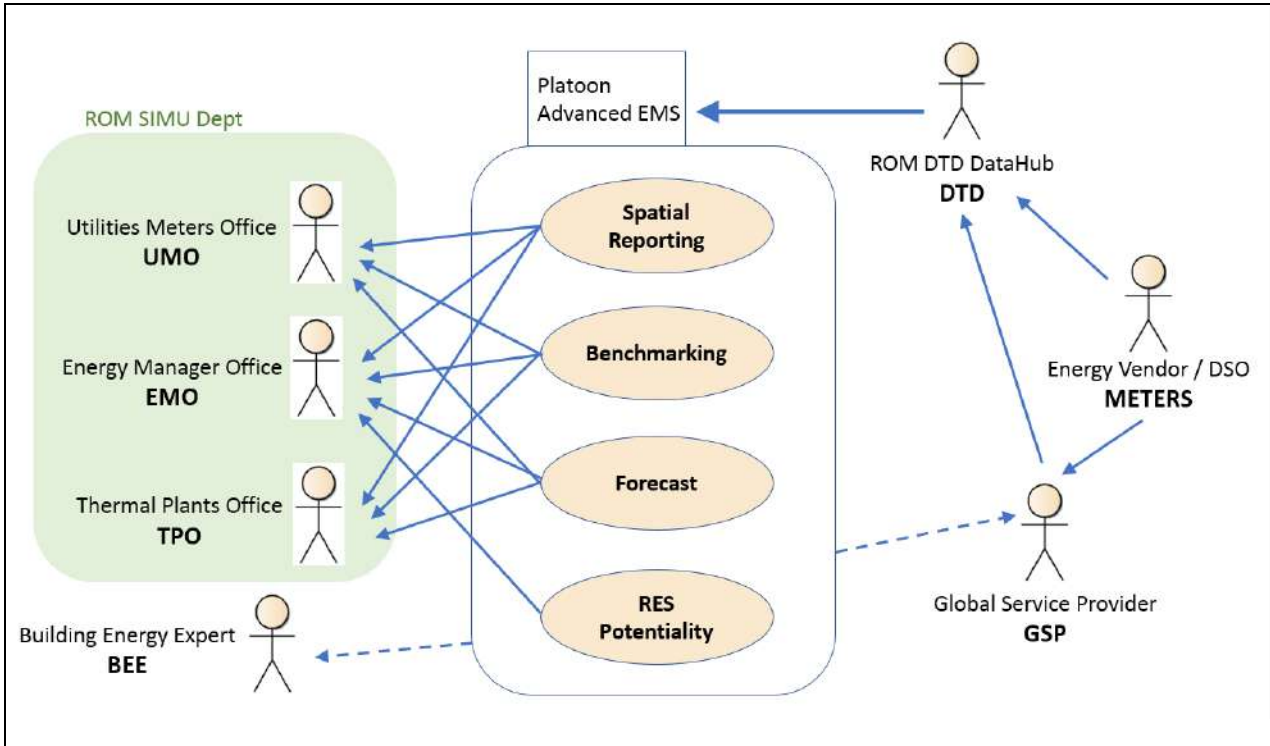 ROM SIMU Dept
Utilities Meters Office
UMO
Energy Manager Office
EMO
Thermal Plants Office
TPO
Building Energy Expert
BEE
Platoon
Advanced EMS
Spatial
Reporting
Benchmarking
Forecast
RES
Potentiality
ROM DTD DataHub
DTD
Energy Vendor / DSO
METERS
Global Service Provider
GSP